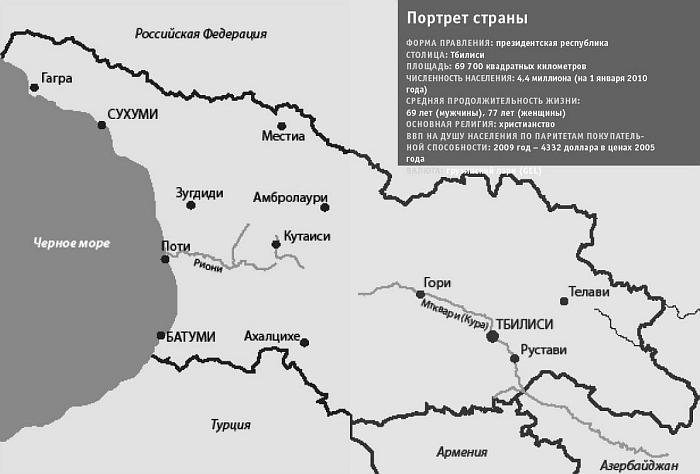 Портрет страны
ФОРМА ПРАВЛЕНИЯ: президентская республика
СТОЛИЦА: Тбилиси
ПЛОЩАДЬ: 69 700 квадратных километров
ЧИСЛЕННОСТЬ НАСЕЛЕНИЯ: 4,4 миллиона (на 1 января 2010
года)
СРЕДНЯЯ ПРОДОЛЖИТЕЛЬНОСТЬ ЖИЗНИ:
69 лет (мужчины), 77 лет (женщины)
ОСНОВНАЯ РЕЛИГИЯ: христианство
ВВП НА ДУШУ НАСЕЛЕНИЯ ПО ПАРИТЕТАМ ПОКУПАТЕЛЬ-
НОЙ СПОСОБНОСТИ: 2009 год – 4332 доллара в ценах 2005
года
ВАЛЮТА: (GEL)
Российская Федерация
Гагра
СУХУМИ
Местиа
Зугдиди
Амбролаури
Черное море
Поти
Кутаиси
Риони
Гори
Телави
Мтквари (Кура)
ТБИЛИСИ
БАТУМИ
Ахалцихе
Рустави
Турция
Армения
Азербайджан